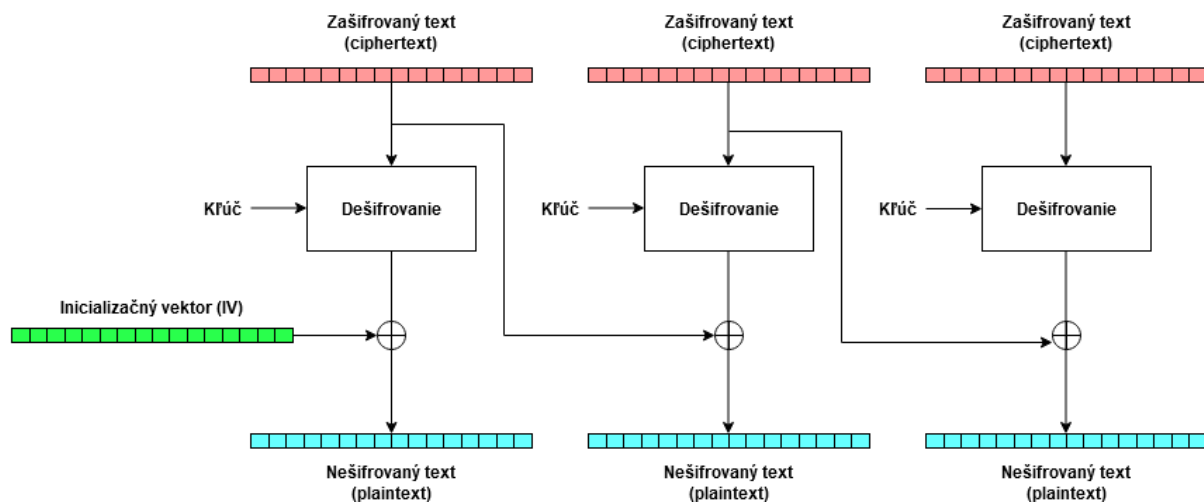 Zašifrovaný text
(ciphertext)
Zašifrovaný text
(ciphertext)
Zašifrovaný text
(ciphertext)
Kľúč
Dešifrovanie
Kľúč
Dešifrovanie
Kľúč
Dešifrovanie
Inicializačný vektor (IV)
Nešifrovaný text
(plaintext)
Nešifrovaný text
(plaintext)
Nešifrovaný text
(plaintext)